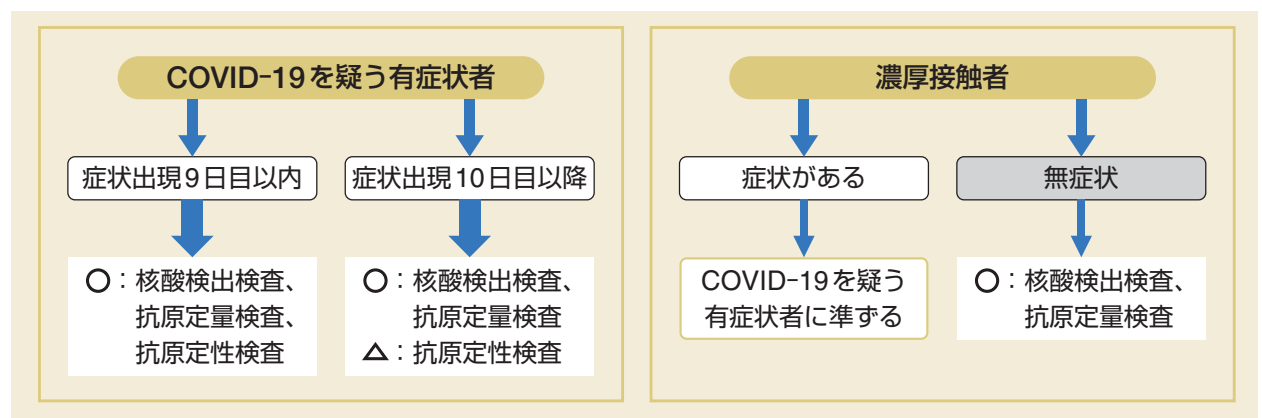 COVID-19を疑う有症状者
症状出現9日目以内
○：核酸検出検査、
抗原定量検査、
抗原定性検査
症状出現10日目以降
○：核酸検出検査、
抗原定量検査
△：抗原定性検査
濃厚接触者
症状がある
COVID-19を疑う
有症状者に準ずる
無症状
○：核酸検出検査、
抗原定量検査